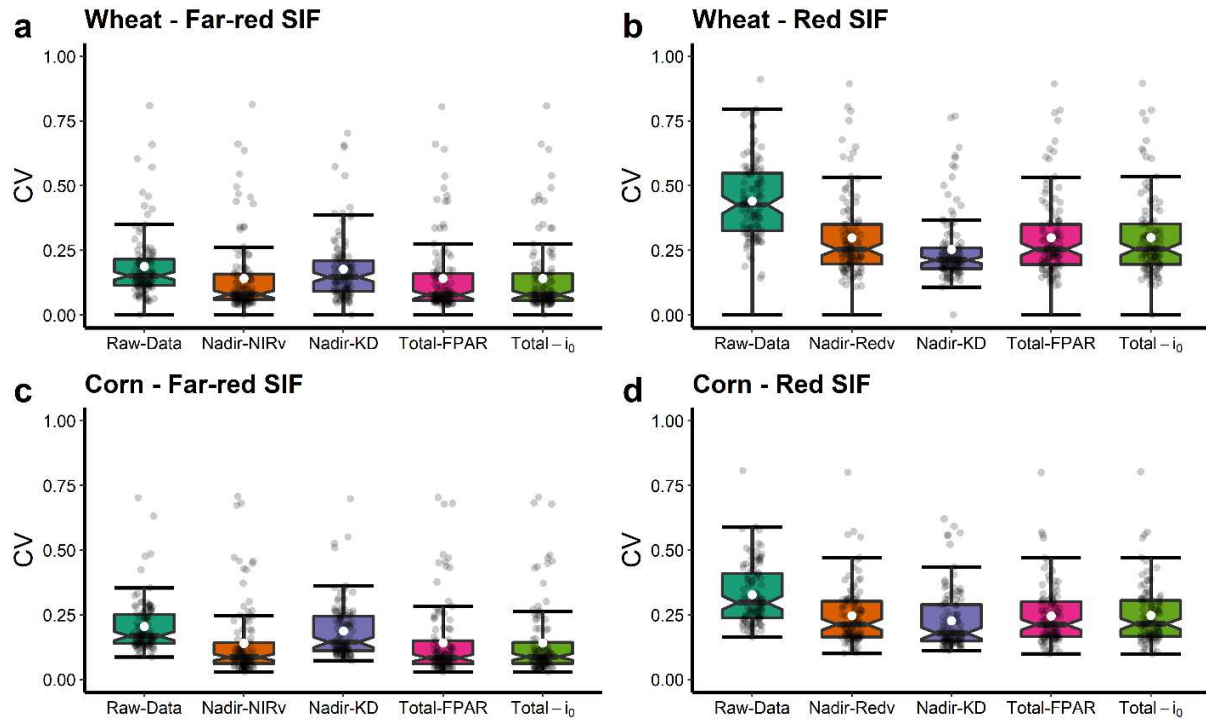 a Wheat - Far-red SIF
CV
1.00
0.75
0.50
0.25
0.00
Raw-Data Nadir-NIRv Nadir-KD Total-FPAR Total – i₀
b Wheat - Red SIF
CV
1.00
0.75
0.50
0.25
0.00
Raw-Data Nadir-Redv Nadir-KD Total-FPAR Total – i₀
c Corn - Far-red SIF
CV
1.00
0.75
0.50
0.25
0.00
Raw-Data Nadir-NIRv Nadir-KD Total-FPAR Total – i₀
d Corn - Red SIF
CV
1.00
0.75
0.50
0.25
0.00
Raw-Data Nadir-Redv Nadir-KD Total-FPAR Total – i₀